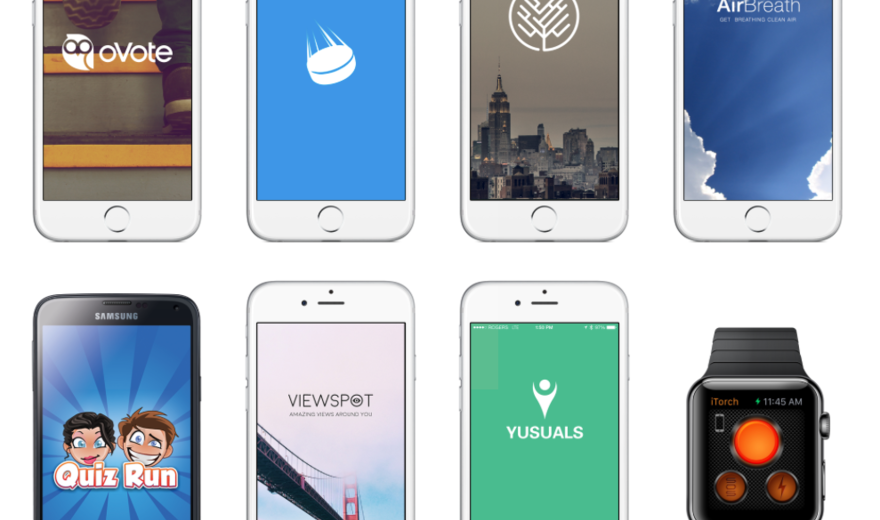 oVote
AirBreath
GET BREATHING CLEAN AIR
SAMSUNG
Quiz Run
VIEWSPOT
AMAZING VIEWS AROUND YOU
ROGERS
1:00 PM
YUSUALS
iTorch
11:45 AM